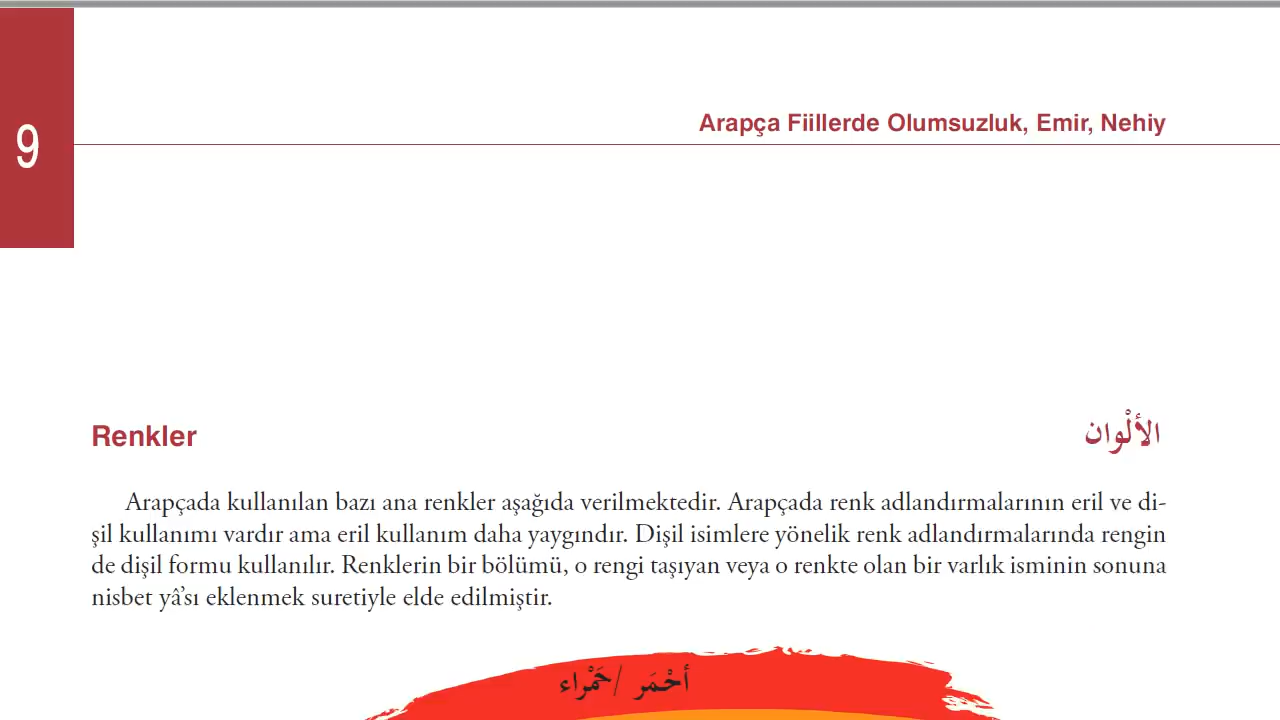 9
Arapça Fiillerde Olumsuzluk, Emir, Nehiy
Renkler
الأَلْوان
Arapçada kullanılan bazı ana renkler aşağıda verilmektedir. Arapçada renk adlandırmalarının eril ve di-
şil kullanımı vardır ama eril kullanım daha yaygındır. Dişil isimlere yönelik renk adlandırmalarında rengin
de dişil formu kullanılır. Renklerin bir bölümü, o rengi taşıyan veya o renkte olan bir varlık isminin sonuna
nisbet yâ’sı eklenmek suretiyle elde edilmiştir.
أحْمَر /حَمْراء